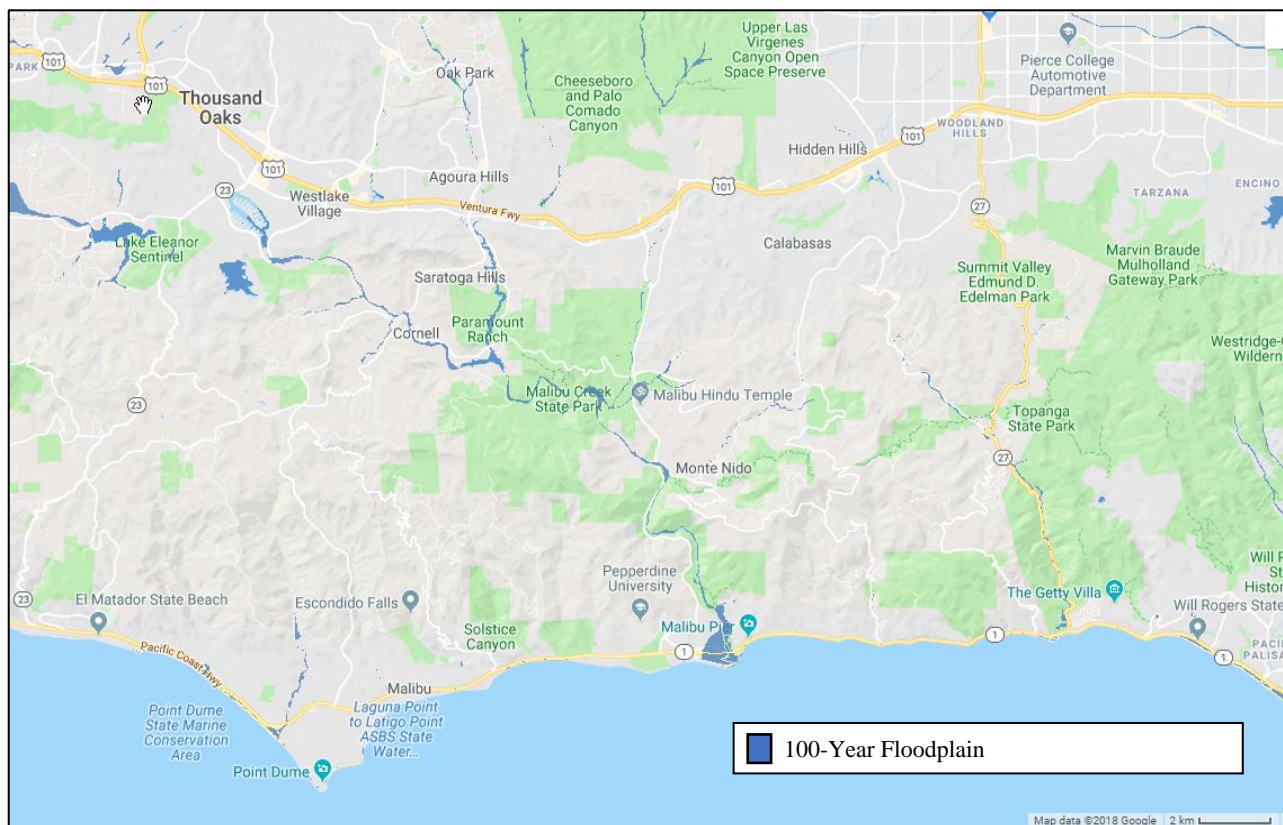 Upper Las
Virgenes
Canyon Open
Space Preserve
Pierce College
Automotive
Department
PARK
101
101
Oak Park
Cheeseboro
and Palo
Comado
Canyon
Thousand
Oaks
WOODLAND
HILLS
101
Hidden Hills
101
Agoura Hills
101
23
Westlake
Village
Ventura Fwy
TARZANA
ENCINO
27
Lake Eleanor
Sentinel
Calabasas
Marvin Braude
Mulholland
Gateway Park
Summit Valley
Edmund D.
Edelman Park
Saratoga Hills
Paramount
Ranch
Cornell
Westridge-
Wilderne
Malibu Creek
State Park
Malibu Hindu Temple
23
Topanga
State Park
Monte Nido
27
Will
Histor
Pepperdine
University
The Getty Villa
23
El Matador State Beach
Escondido Falls
Will Rogers State
Solstice
Canyon
Malibu Pier
1
1
1
PACI
PALISA
Pacific Coast Hwy
Malibu
Point Dume
State Marine
Conservation
Area
Laguna Point
to Latigo Point
ASBS State
Water...
Point Dume
100-Year Floodplain
Map data ©2018 Google
2 km